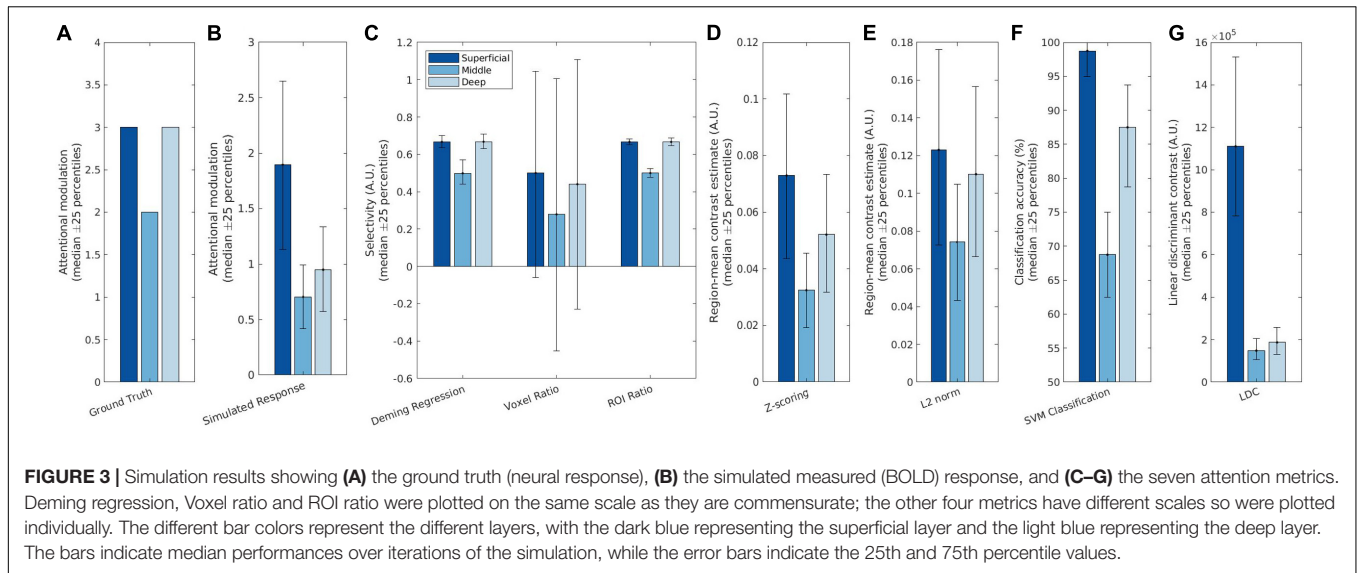 A
Attentional modulation
(median ±25 percentiles)
4
3.5
3
2.5
2
1.5
1
0.5
0
Ground Truth
B
Attentional modulation
(median ±25 percentiles)
3
2.5
2
1.5
1
0.5
0
Simulated Response
C
Selectivity (A.U.)
(median ±25 percentiles)
1.2
1
0.8
0.6
0.4
0.2
0
-0.2
-0.4
-0.6
Superficial
Middle
Deep
Deming Regression
Voxel Ratio
ROI Ratio
D
Region-mean contrast estimate (A.U.)
(median ±25 percentiles)
0.12
0.1
0.08
0.06
0.04
0.02
0
Z-scoring
E
Region-mean contrast estimate (A.U.)
(median ±25 percentiles)
0.18
0.16
0.14
0.12
0.1
0.08
0.06
0.04
0.02
0
L2 norm
F
Classification accuracy (%)
(median ±25 percentiles)
100
95
90
85
80
75
70
65
60
55
50
SVM Classification
G
Linear discriminant contrast (A.U.)
(median ±25 percentiles)
×10⁵
16
14
12
10
8
6
4
2
0
LDC
FIGURE 3 | Simulation results showing (A) the ground truth (neural response), (B) the simulated measured (BOLD) response, and (C–G) the seven attention metrics.
Deming regression, Voxel ratio and ROI ratio were plotted on the same scale as they are commensurate; the other four metrics have different scales so were plotted
individually. The different bar colors represent the different layers, with the dark blue representing the superficial layer and the light blue representing the deep layer.
The bars indicate median performances over iterations of the simulation, while the error bars indicate the 25th and 75th percentile values.